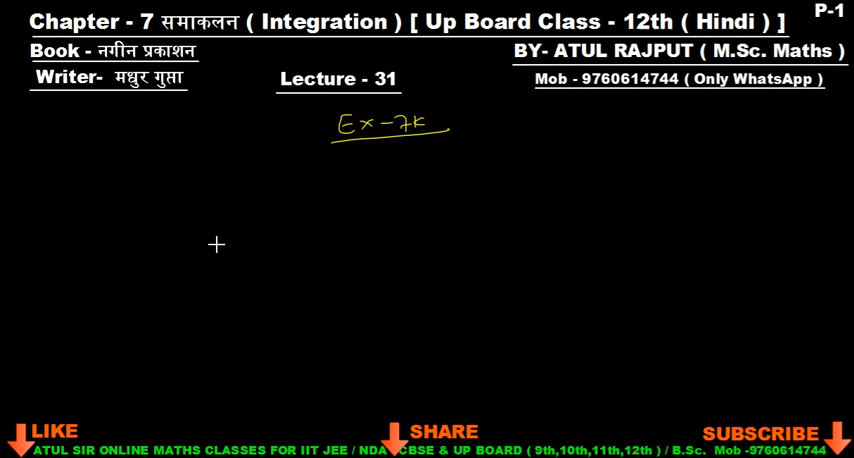 Chapter - 7 समाकलन ( Integration ) [ Up Board Class - 12th ( Hindi ) ] P-1
Book - नगीन प्रकाशन BY- ATUL RAJPUT ( M.Sc. Maths )
Writer- मधुर गुप्ता Lecture - 31 Mob - 9760614744 ( Only WhatsApp )
Ex-7K
LIKE SHARE SUBSCRIBE
ATUL SIR ONLINE MATHS CLASSES FOR IIT JEE / NDA CBSE & UP BOARD ( 9th,10th,11th,12th ) / B.Sc. Mob -9760614744